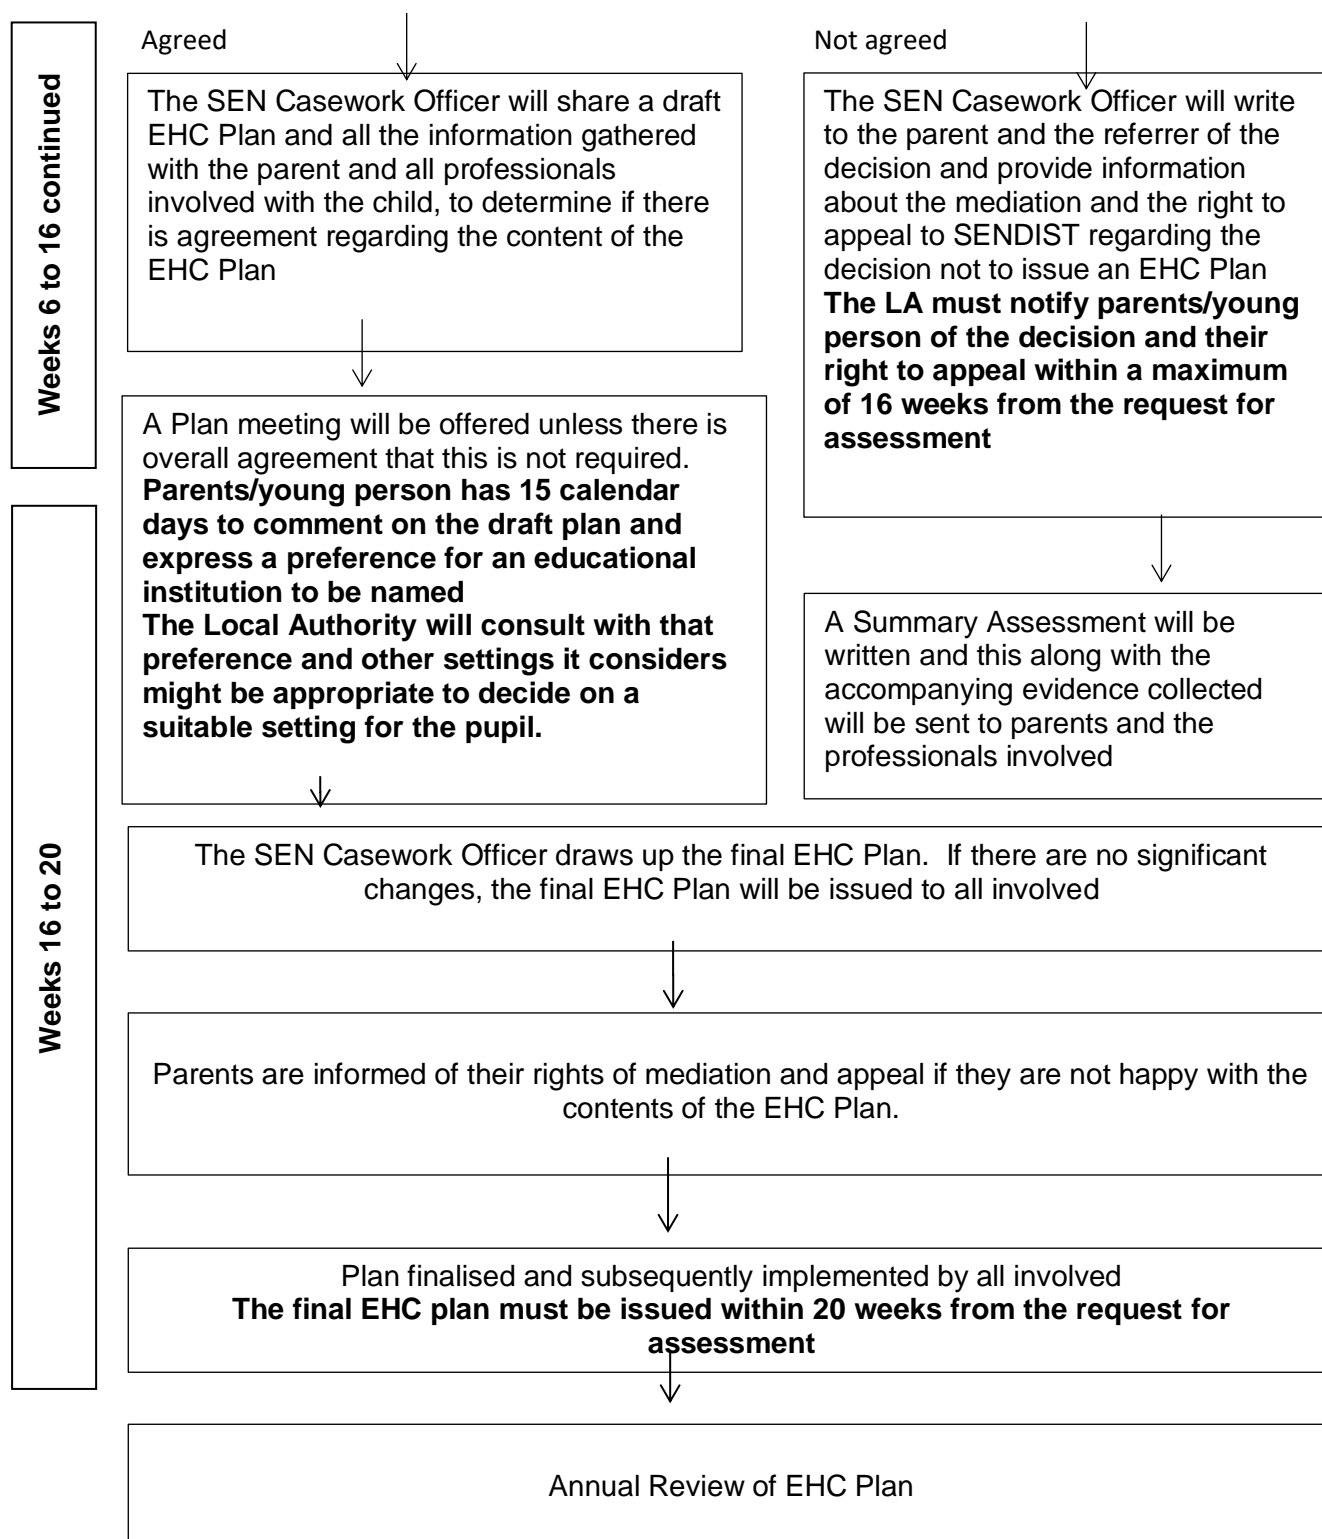 Agreed
Not agreed
Weeks 6 to 16 continued
The SEN Casework Officer will share a draft
EHC Plan and all the information gathered
with the parent and all professionals
involved with the child, to determine if there
is agreement regarding the content of the
EHC Plan
The SEN Casework Officer will write
to the parent and the referrer of the
decision and provide information
about the mediation and the right to
appeal to SENDIST regarding the
decision not to issue an EHC Plan
The LA must notify parents/young
person of the decision and their
right to appeal within a maximum
of 16 weeks from the request for
assessment
A Plan meeting will be offered unless there is
overall agreement that this is not required.
Parents/young person has 15 calendar
days to comment on the draft plan and
express a preference for an educational
institution to be named
The Local Authority will consult with that
preference and other settings it considers
might be appropriate to decide on a
suitable setting for the pupil.
A Summary Assessment will be
written and this along with the
accompanying evidence collected
will be sent to parents and the
professionals involved
Weeks 16 to 20
The SEN Casework Officer draws up the final EHC Plan.  If there are no significant
changes, the final EHC Plan will be issued to all involved
Parents are informed of their rights of mediation and appeal if they are not happy with the
contents of the EHC Plan.
Plan finalised and subsequently implemented by all involved
The final EHC plan must be issued within 20 weeks from the request for
assessment
Annual Review of EHC Plan